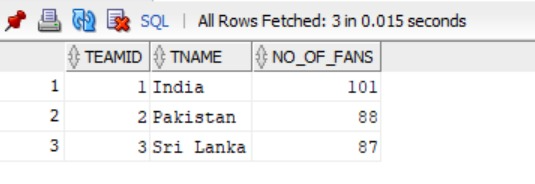 SQL | All Rows Fetched: 3 in 0.015 seconds
TEAMID TNAME NO_OF_FANS
1 1 India 101
2 2 Pakistan 88
3 3 Sri Lanka 87